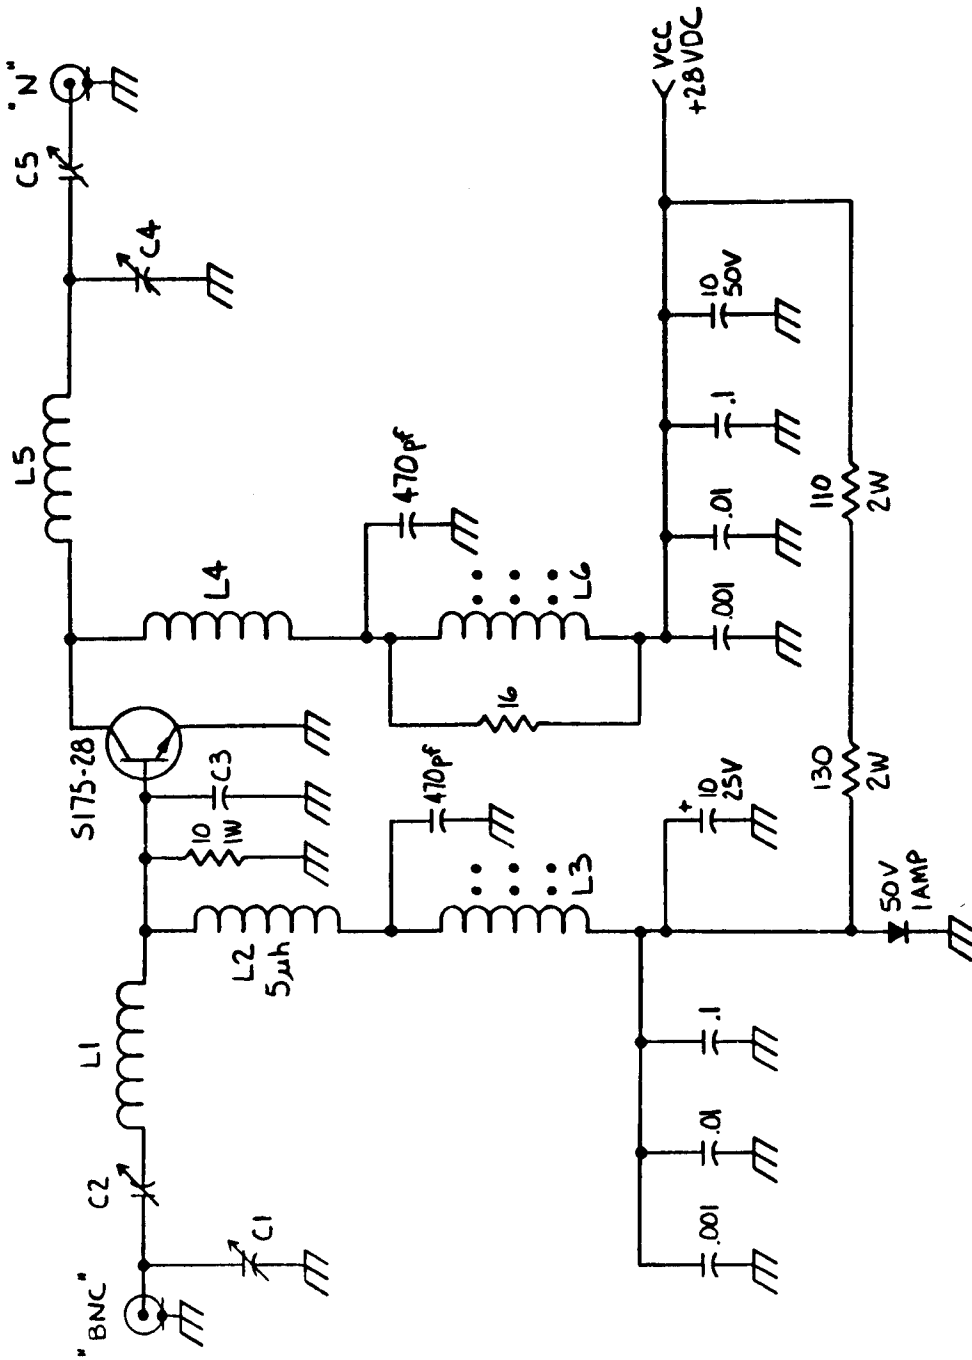 "BNC"
C2
C1
L1
L2
5μh
10
1W
C3
S175-28
470pf
L3
.001
.01
.1
+
10
25V
50V
1AMP
130
2W
110
2W
L4
16
L6
470pf
L5
C4
C5
"N"
.001
.01
.1
10
50V
VCC
+28VDC